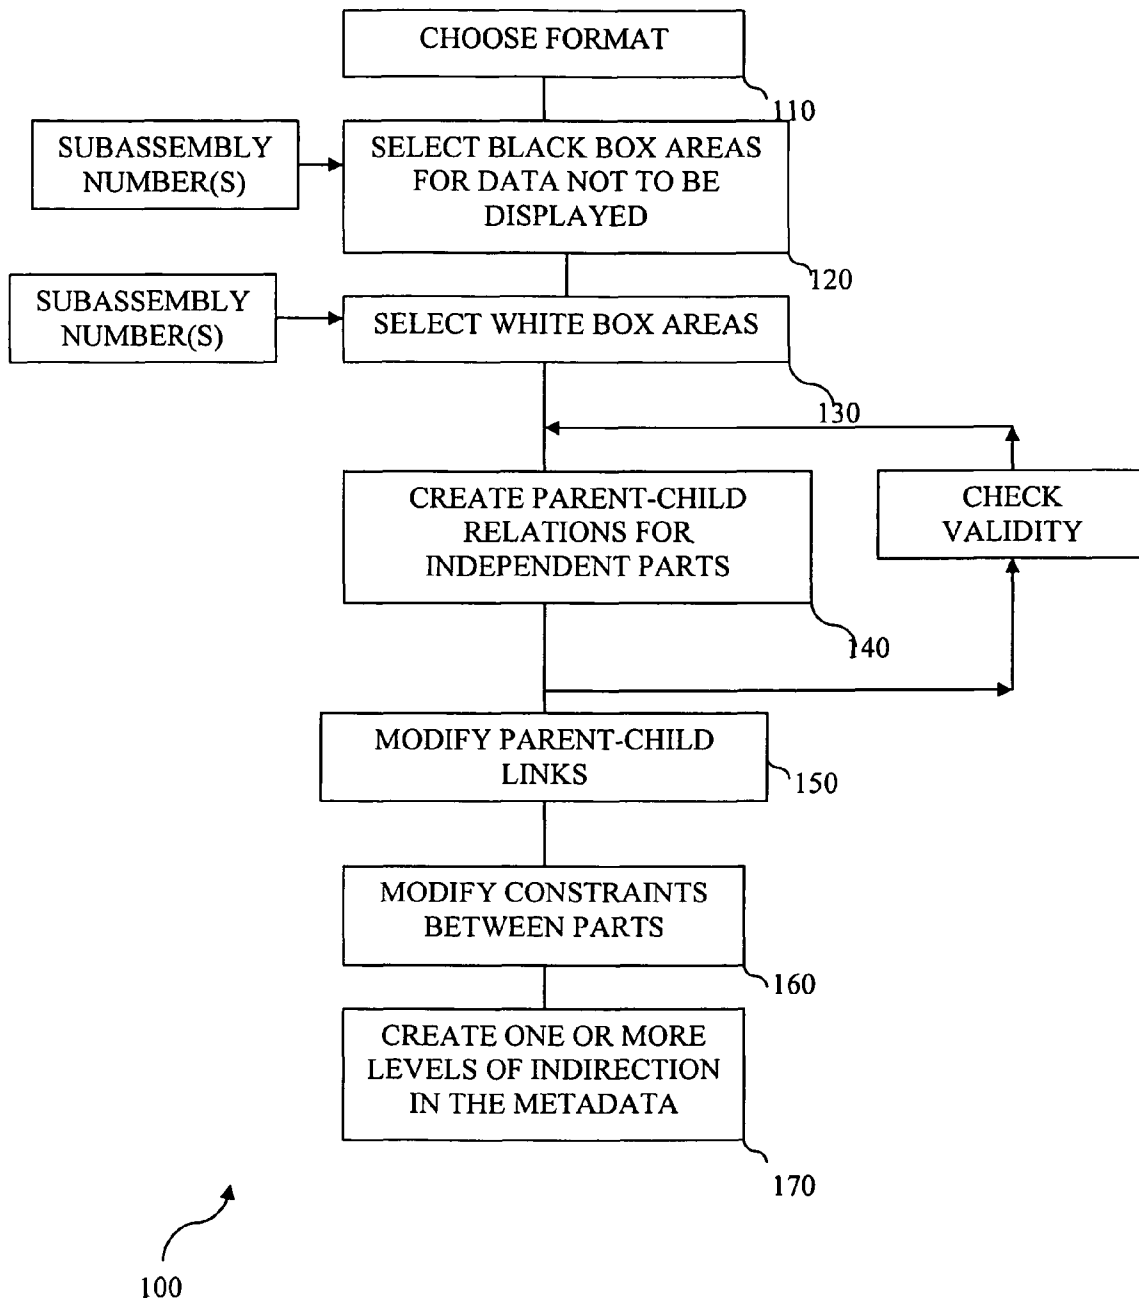 CHOOSE FORMAT
110
SUBASSEMBLY
NUMBER(S)
SELECT BLACK BOX AREAS
FOR DATA NOT TO BE
DISPLAYED
120
SUBASSEMBLY
NUMBER(S)
SELECT WHITE BOX AREAS
130
CREATE PARENT-CHILD
RELATIONS FOR
INDEPENDENT PARTS
140
CHECK
VALIDITY
MODIFY PARENT-CHILD
LINKS
150
MODIFY CONSTRAINTS
BETWEEN PARTS
160
CREATE ONE OR MORE
LEVELS OF INDIRECTION
IN THE METADATA
170
100